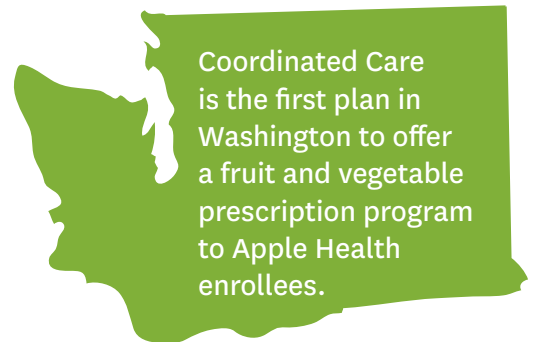 Coordinated Care
is the first plan in
Washington to offer
a fruit and vegetable
prescription program
to Apple Health
enrollees.